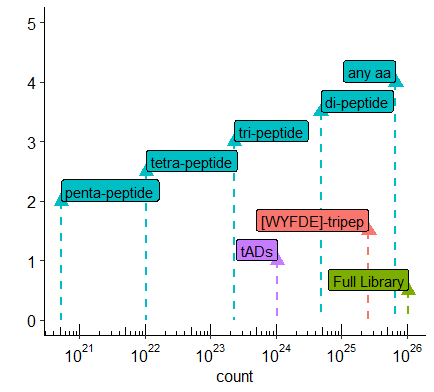 5
any aa
4
di-peptide
tri-peptide
3
tetra-peptide
penta-peptide
2
[WYFDE]-tripep
tADs
1
Full Library
0
10^21 10^22 10^23 10^24 10^25 10^26
count